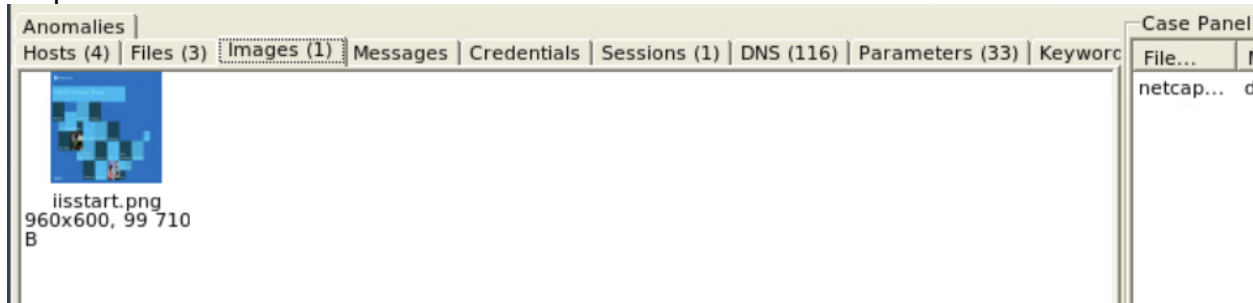 Anomalies
Case Panel
Hosts (4) Files (3) Images (1) Messages Credentials Sessions (1) DNS (116) Parameters (33) Keyword
File...
netcap...
iisstart.png
960x600, 99 710
B